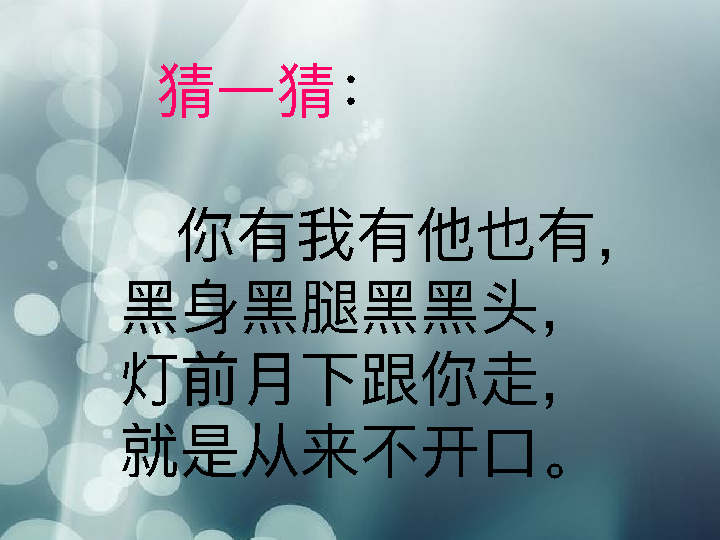 猜一猜：
你有我有他也有，
黑身黑腿黑黑头，
灯前月下跟你走，
就是从来不开口。